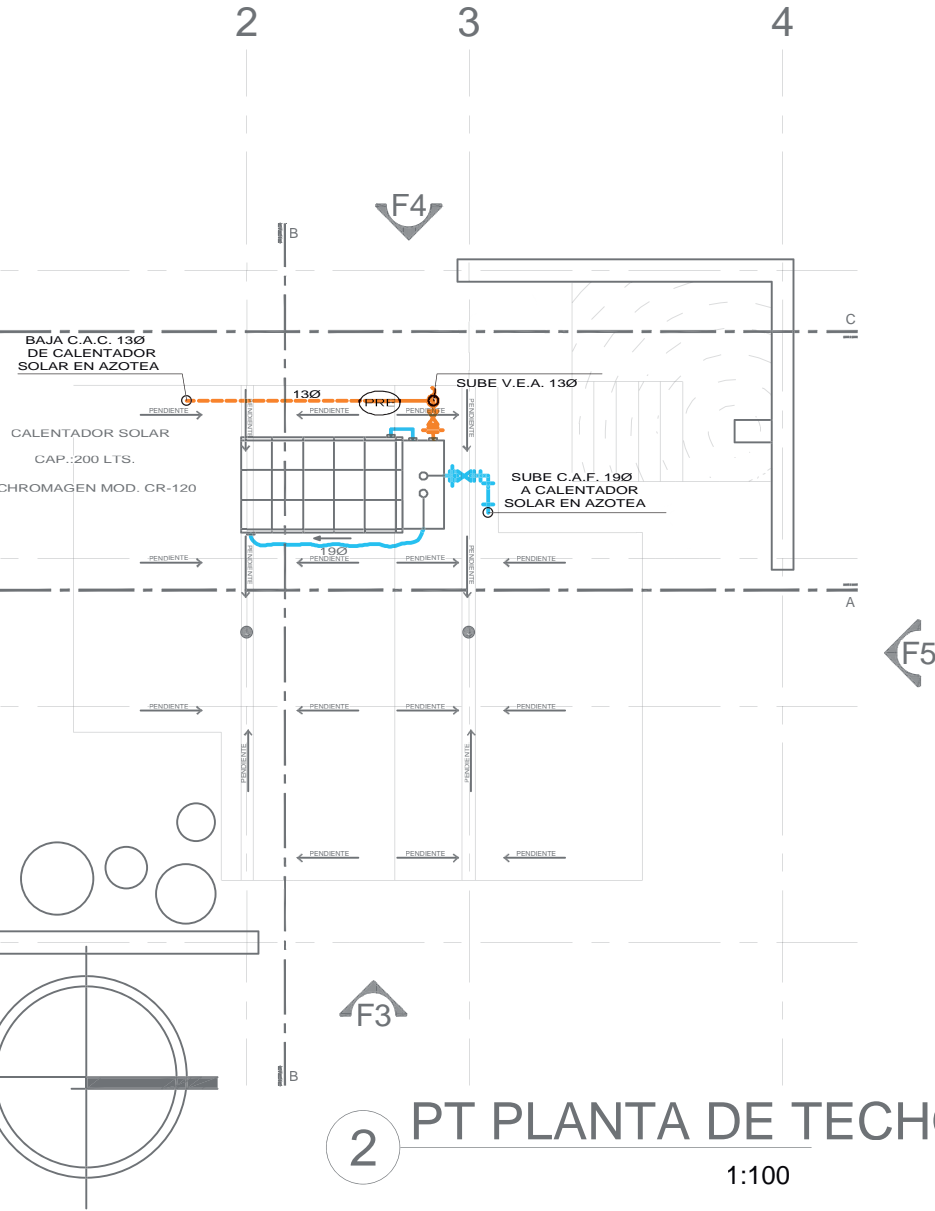 2
3
4
F4
B
C
BAJA C.A.C. 13Ø
DE CALENTADOR
SOLAR EN AZOTEA
13Ø
PRE
SUBE V.E.A. 13Ø
PENDIENTE
PENDIENTE
PENDIENTE
PENDIENTE
PENDIENTE
CALENTADOR SOLAR
CAP.:200 LTS.
CHROMAGEN MOD. CR-120
SUBE C.A.F. 19Ø
A CALENTADOR
SOLAR EN AZOTEA
19Ø
PENDIENTE
PENDIENTE
PENDIENTE
PENDIENTE
PENDIENTE
PENDIENTE
A
F5
PENDIENTE
PENDIENTE
PENDIENTE
PENDIENTE
PENDIENTE
PENDIENTE
PENDIENTE
PENDIENTE
PENDIENTE
F3
B
2
PT PLANTA DE TECHO
1:100